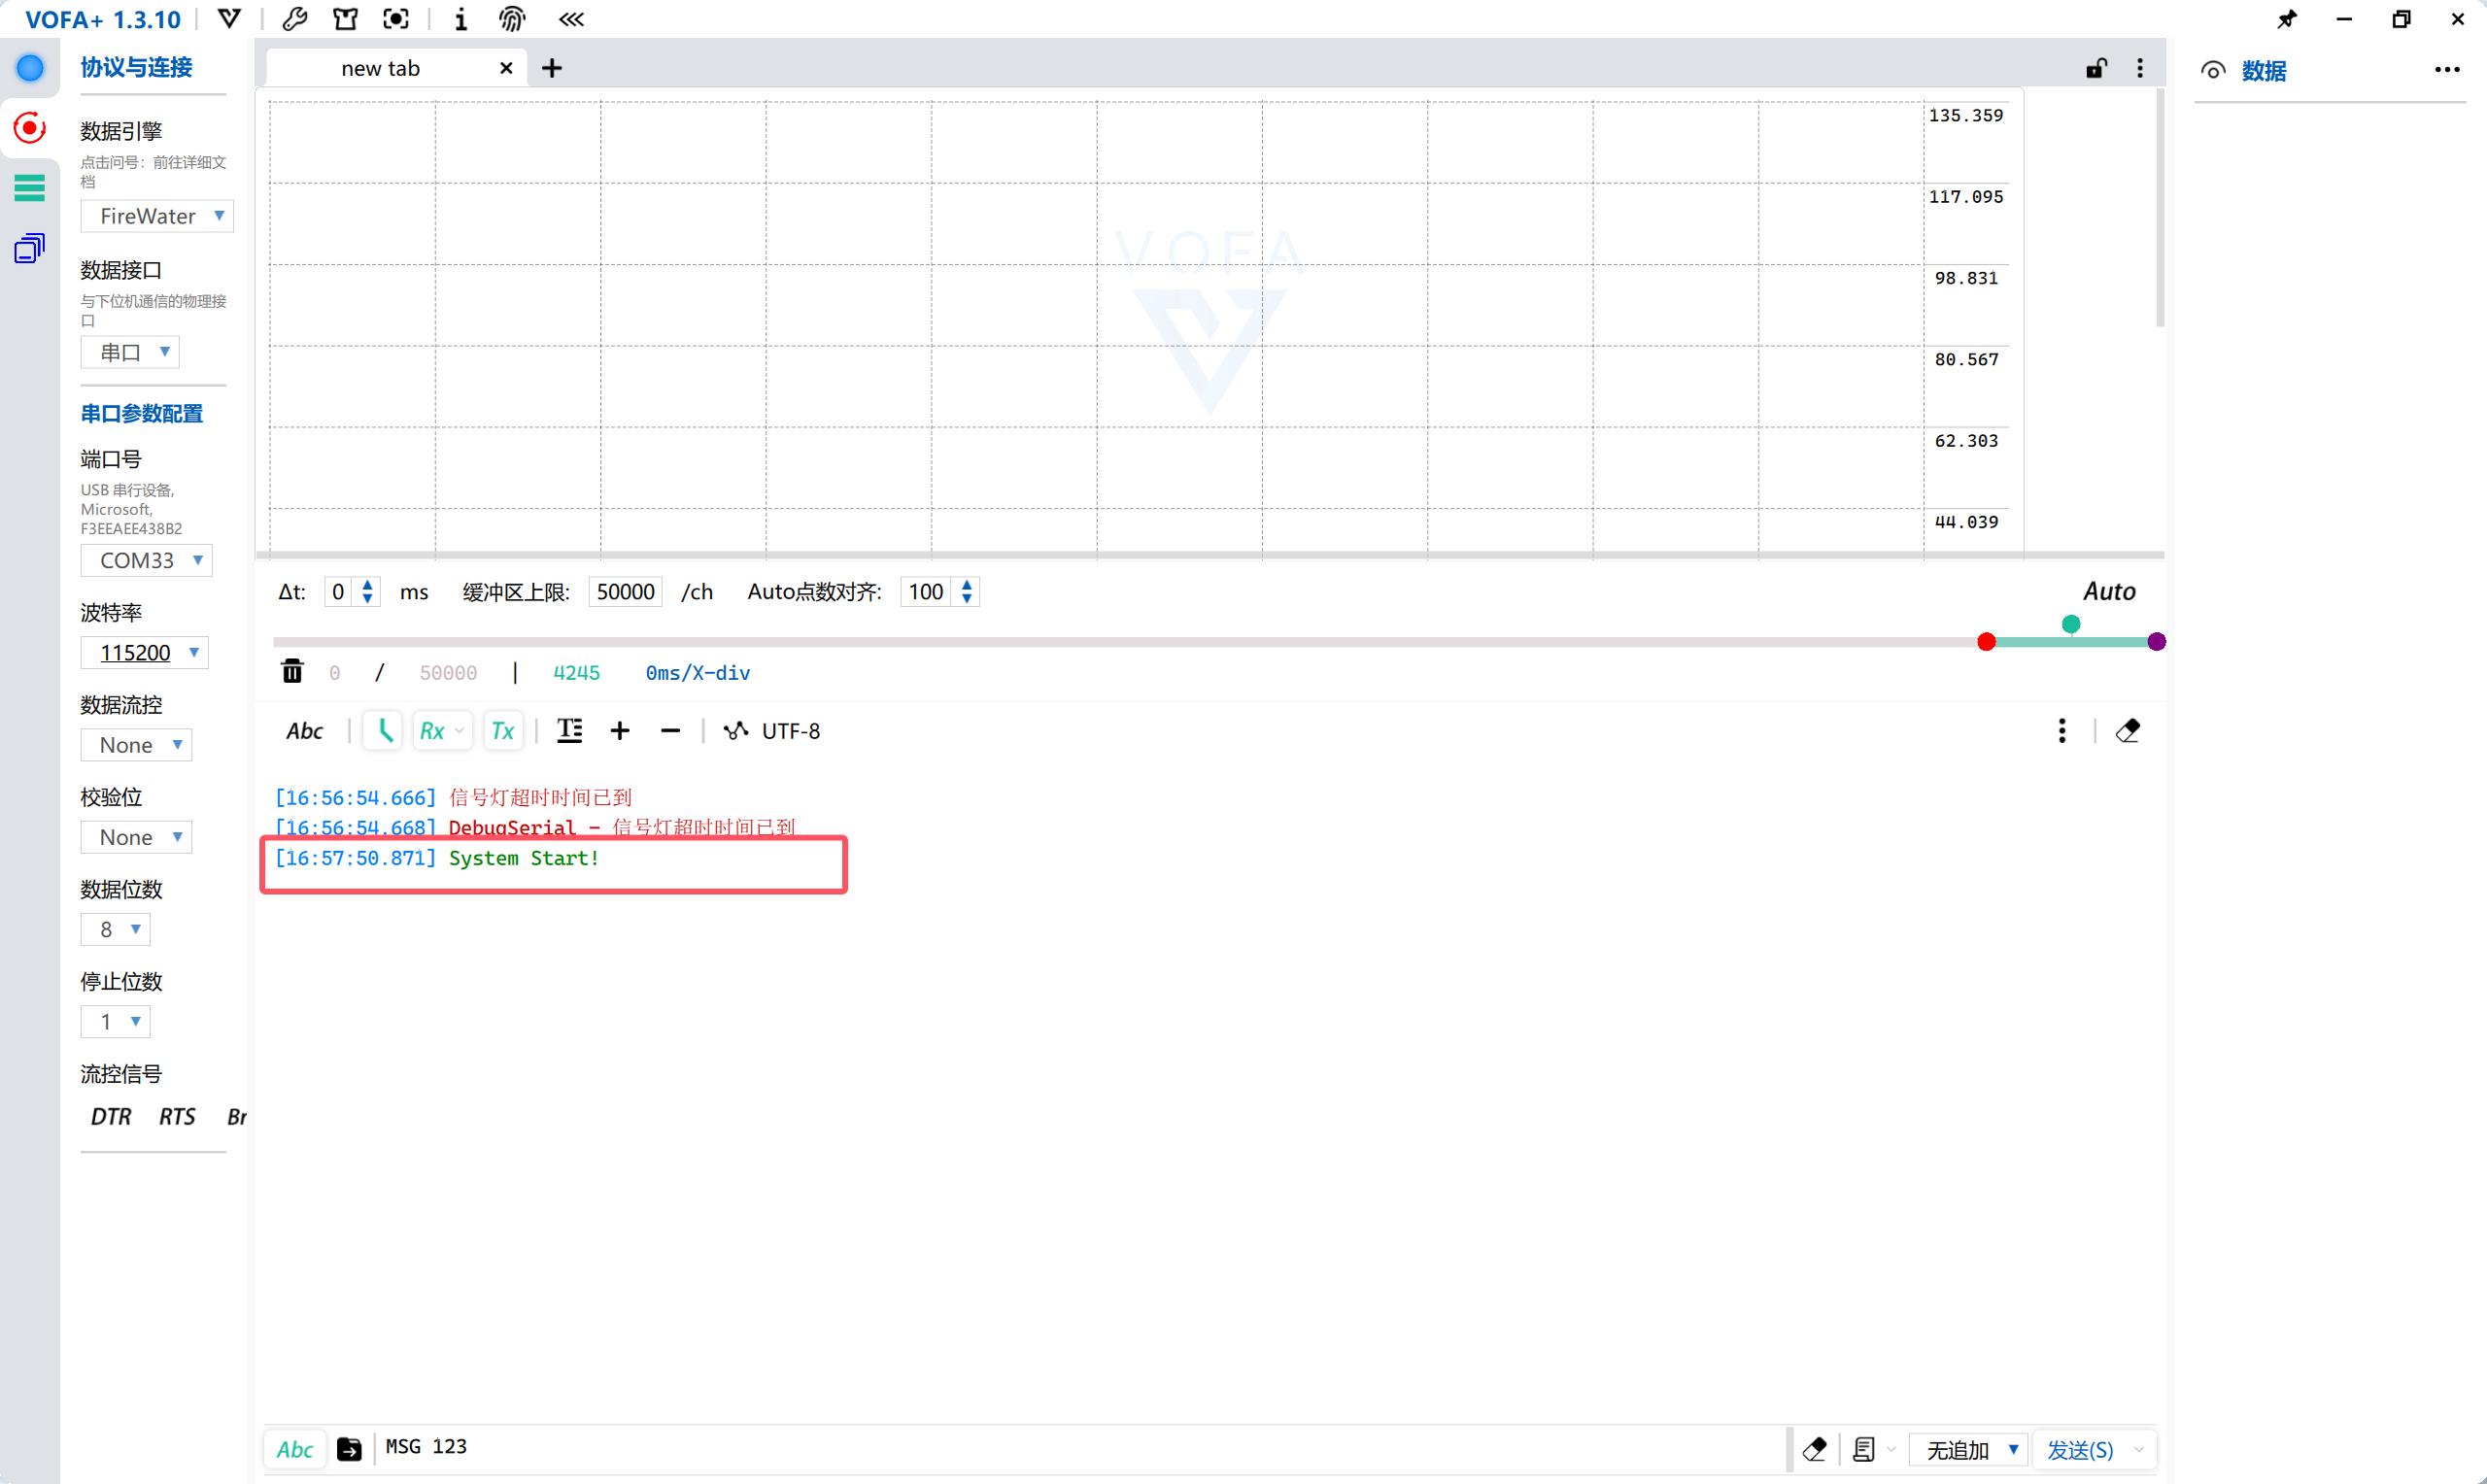 VOFA+ 1.3.10
协议与连接
数据引擎
点击问号：前往详细文
档
FireWater
数据接口
与下位机通信的物理接
口
串口
串口参数配置
端口号
USB 串行设备,
Microsoft,
F3EEAEE438B2
COM33
波特率
115200
数据流控
None
校验位
None
数据位数
8
停止位数
1
流控信号
DTR RTS Br
new tab
VOFA
135.359
117.095
98.831
80.567
62.303
44.039
Δt: 0 ms 缓冲区上限: 50000 /ch Auto点数对齐: 100 Auto
0 / 50000 | 4245 0ms/X-div
Abc Rx Tx UTF-8
[16:56:54.666] 信号灯超时时间已到
[16:56:54.668] DebugSerial - 信号灯超时时间已到
[16:57:50.871] System Start!
Abc MSG 123 无追加 发送(S)
数据